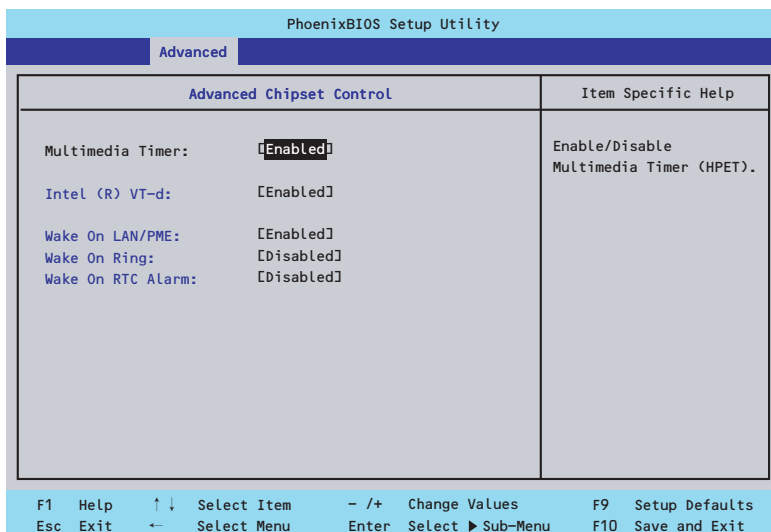 PhoenixBIOS Setup Utility
Advanced
Advanced Chipset Control
Item Specific Help
Multimedia Timer: [Enabled]
Enable/Disable
Multimedia Timer (HPET).
Intel (R) VT-d: [Enabled]
Wake On LAN/PME: [Enabled]
Wake On Ring: [Disabled]
Wake On RTC Alarm: [Disabled]
F1 Help ↑↓ Select Item - /+ Change Values F9 Setup Defaults
Esc Exit ← Select Menu Enter Select ▶ Sub-Menu F10 Save and Exit